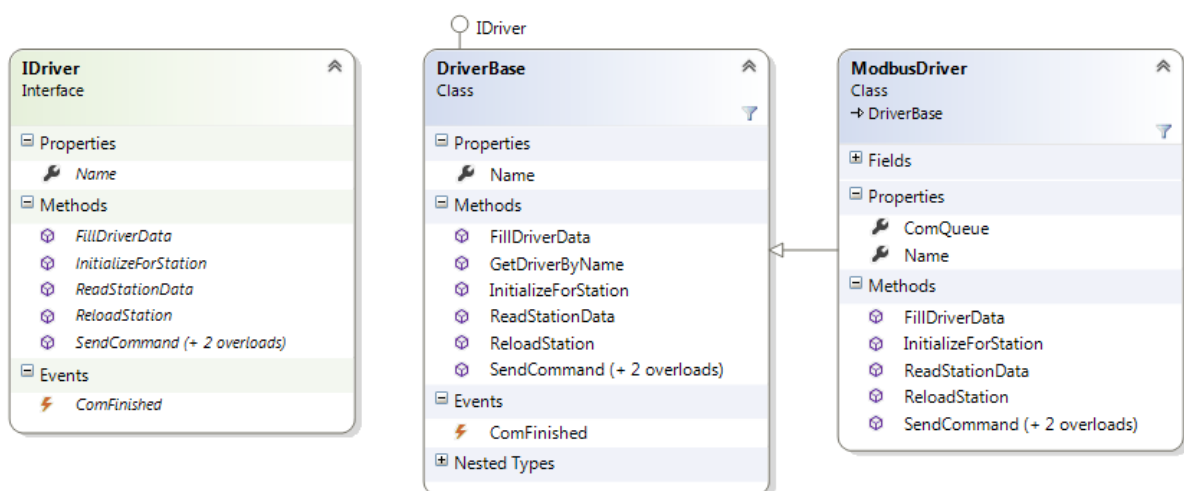 IDriver
IDriver
Interface
Properties
Name
Methods
FillDriverData
InitializeForStation
ReadStationData
ReloadStation
SendCommand (+ 2 overloads)
Events
ComFinished
DriverBase
Class
Properties
Name
Methods
FillDriverData
GetDriverByName
InitializeForStation
ReadStationData
ReloadStation
SendCommand (+ 2 overloads)
Events
ComFinished
Nested Types
ModbusDriver
Class
DriverBase
Fields
Properties
ComQueue
Name
Methods
FillDriverData
InitializeForStation
ReadStationData
ReloadStation
SendCommand (+ 2 overloads)